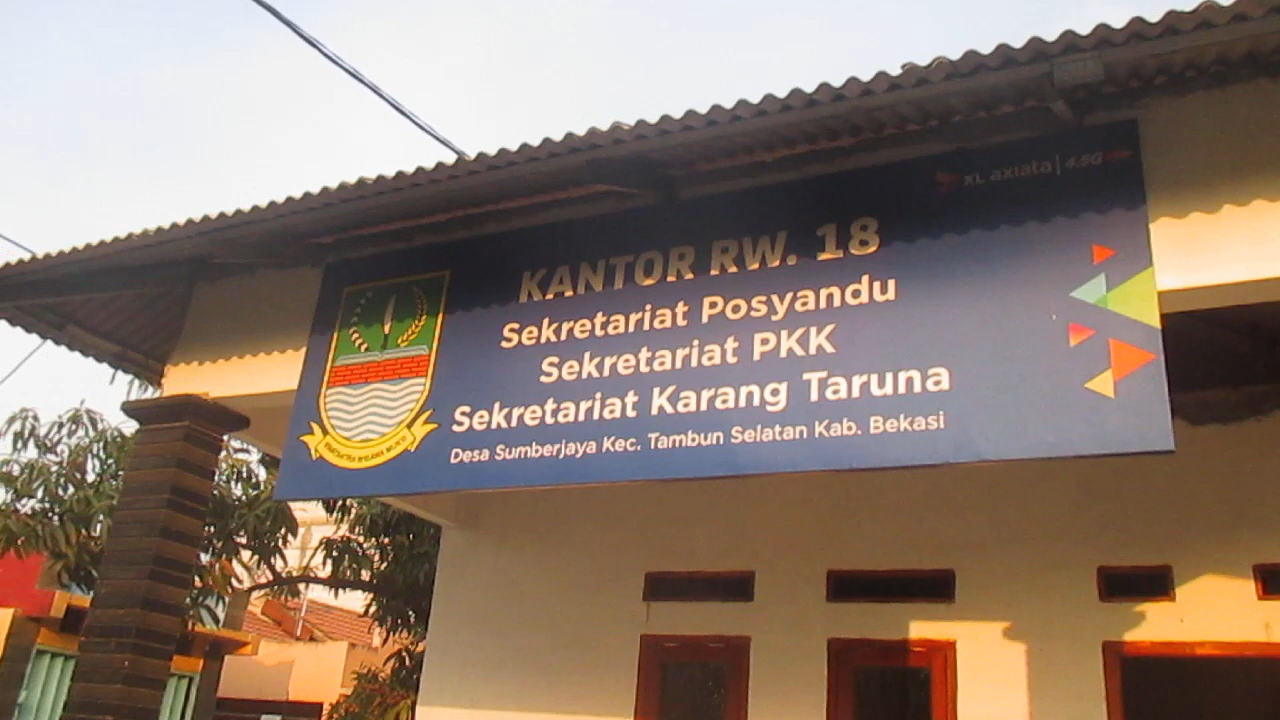 XL axiata | 4.5G
KANTOR RW. 18
Sekretariat Posyandu
Sekretariat PKK
Sekretariat Karang Taruna
Desa Sumberjaya Kec. Tambun Selatan Kab. Bekasi